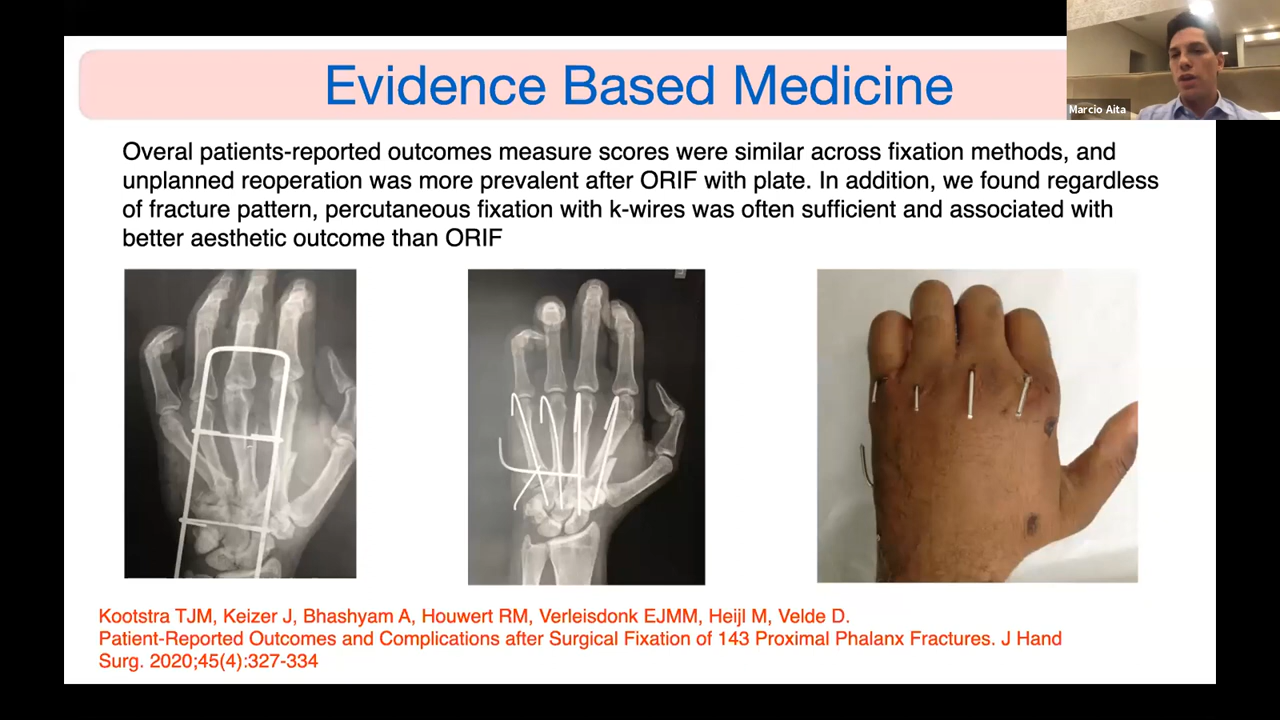 Evidence Based Medicine
Marcio Aita
Overal patients-reported outcomes measure scores were similar across fixation methods, and
unplanned reoperation was more prevalent after ORIF with plate. In addition, we found regardless
of fracture pattern, percutaneous fixation with k-wires was often sufficient and associated with
better aesthetic outcome than ORIF
Kootstra TJM, Keizer J, Bhashyam A, Houwert RM, Verleisdonk EJMM, Heijl M, Velde D.
Patient-Reported Outcomes and Complications after Surgical Fixation of 143 Proximal Phalanx Fractures. J Hand
Surg. 2020;45(4):327-334